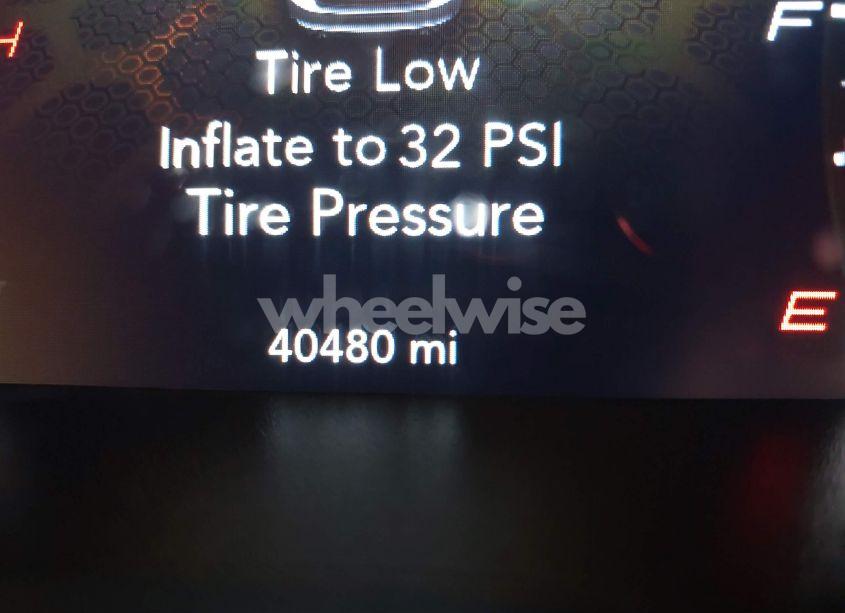 H
F
Tire Low
Inflate to 32 PSI
Tire Pressure
wheelwise
E
40480 mi